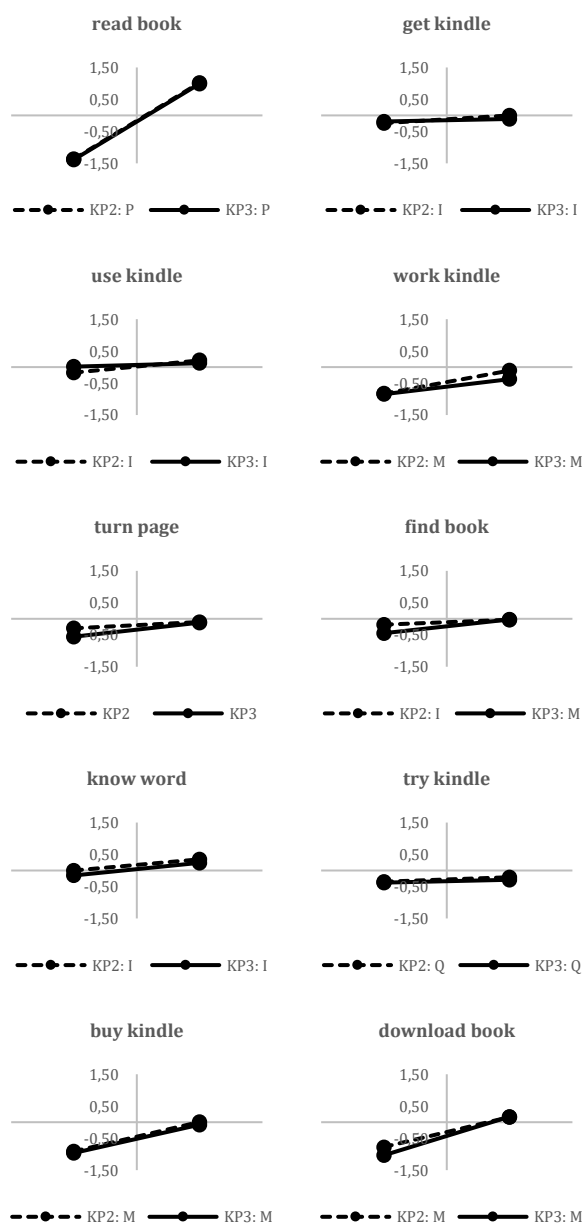 read book
1,50
0,50
-0,50
-1,50
KP2: P KP3: P
get kindle
1,50
0,50
-0,50
-1,50
KP2: I KP3: I
use kindle
1,50
0,50
-0,50
-1,50
KP2: I KP3: I
work kindle
1,50
0,50
-0,50
-1,50
KP2: M KP3: M
turn page
1,50
0,50
-0,50
-1,50
KP2 KP3
find book
1,50
0,50
-0,50
-1,50
KP2: I KP3: M
know word
1,50
0,50
-0,50
-1,50
KP2: I KP3: I
try kindle
1,50
0,50
-0,50
-1,50
KP2: Q KP3: Q
buy kindle
1,50
0,50
-0,50
-1,50
KP2: M KP3: M
download book
1,50
0,50
-0,50
-1,50
KP2: M KP3: M